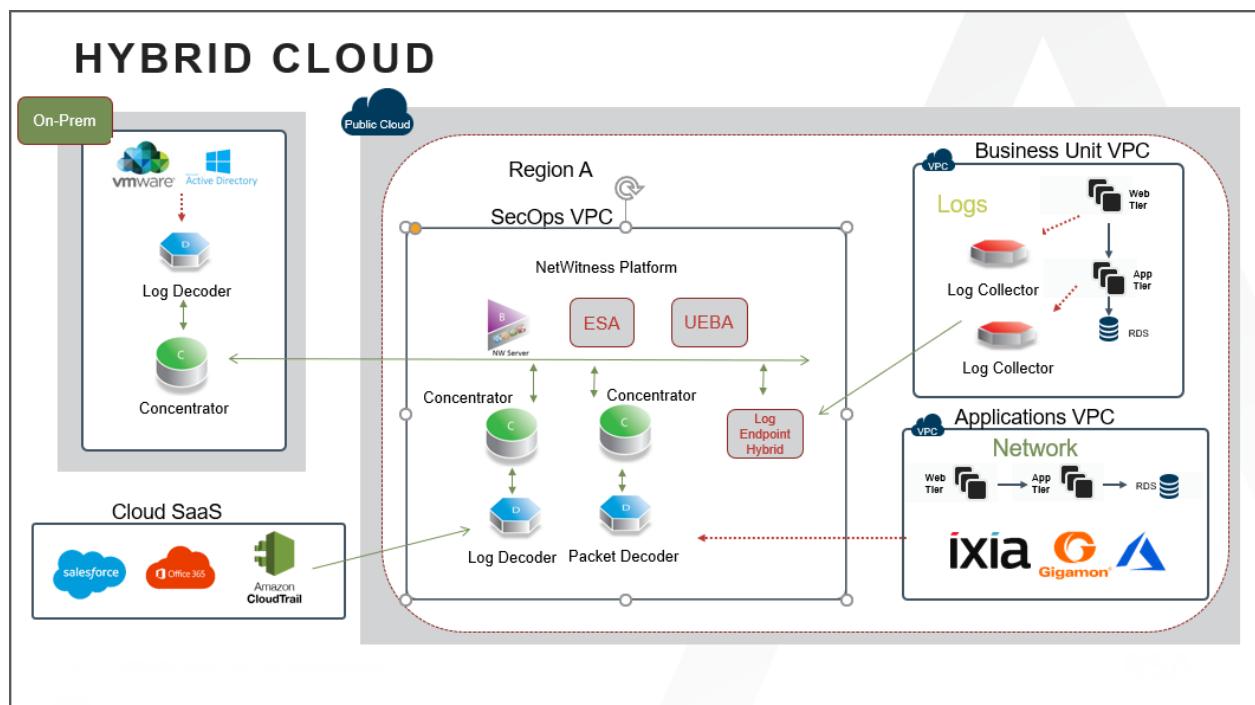 HYBRID CLOUD
On-Prem
vmware®
Active Directory
D
Log Decoder
C
Concentrator
Cloud SaaS
salesforce
Office 365
Amazon
CloudTrail
Public Cloud
Region A
SecOps VPC
NetWitness Platform
B
NW Server
ESA
UEBA
Concentrator
C
Concentrator
C
Log
Endpoint
Hybrid
D
Log Decoder
D
Packet Decoder
Business Unit VPC
VPC
Logs
Web
Tier
Log Collector
App
Tier
RDS
Log Collector
Applications VPC
VPC
Network
Web
Tier
App
Tier
RDS
ixia
Gigamon®